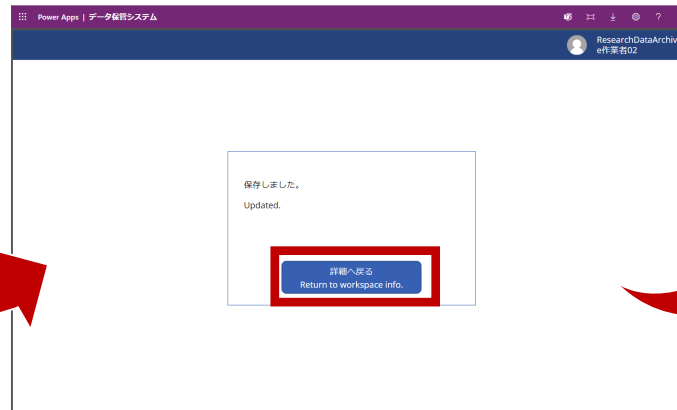 Power Apps | データ保管システム
?
ResearchDataArchiv
e作業者02
保存しました。
Updated.
詳細へ戻る
Return to workspace info.